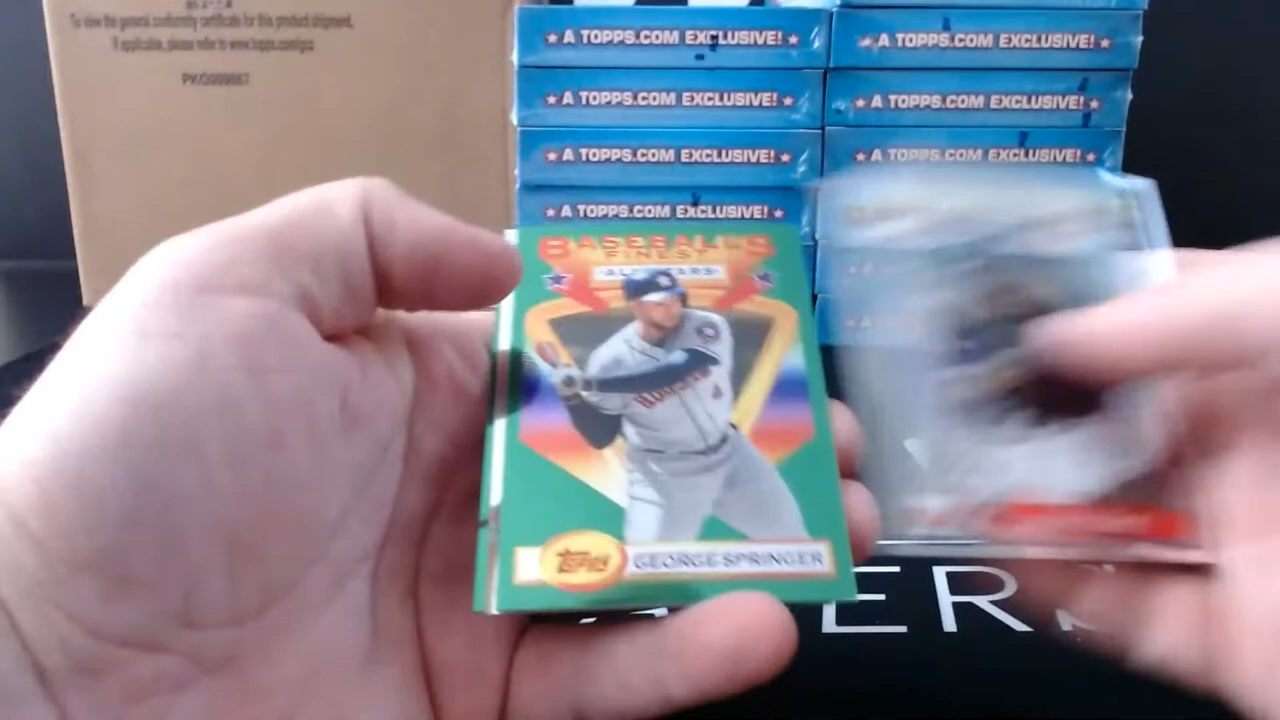 To view the general conformity certificate for this product shipment,
if applicable, please refer to www.topps.com/gcc
★ A TOPPS.COM EXCLUSIVE! ★
★ A TOPPS.COM EXCLUSIVE! ★
★ A TOPPS.COM EXCLUSIVE! ★
★ A TOPPS.COM EXCLUSIVE! ★
★ A TOPPS.COM EXCLUSIVE! ★
★ A TOPPS.COM EXCLUSIVE! ★
★ A TOPPS.COM EXCLUSIVE! ★
BASEBALL'S
FINEST
ALL★STARS
HOUSTON
4
TOPPS
GEORGE SPRINGER